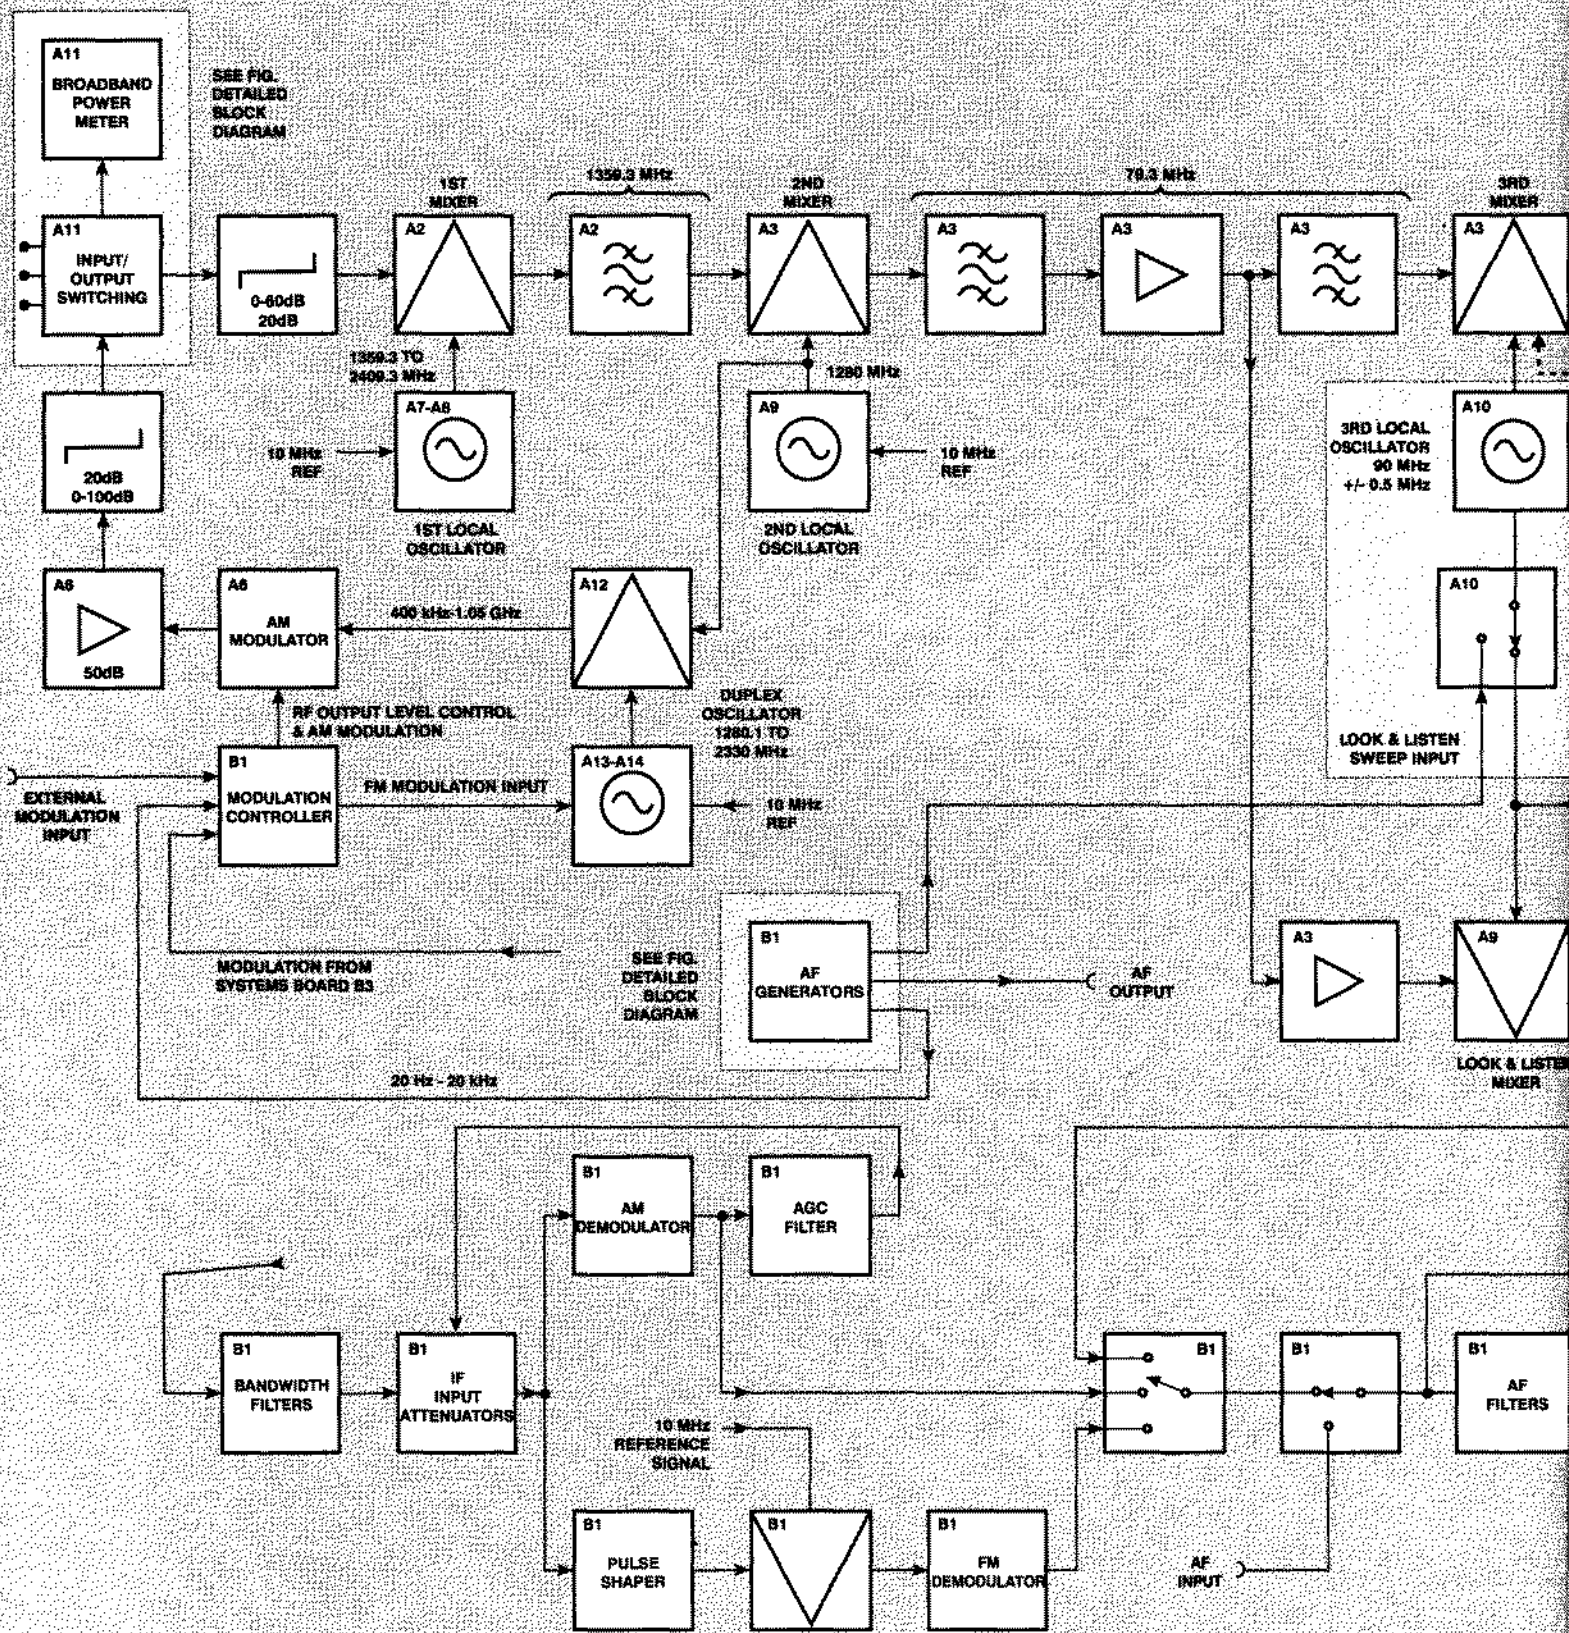 A11
BROADBAND
POWER
METER
SEE FIG.
DETAILED
BLOCK
DIAGRAM
A11
INPUT/
OUTPUT
SWITCHING
0-60dB
20dB
1ST
MIXER
A2
1359.3 MHz
A2
2ND
MIXER
A3
79.3 MHz
A3
A3
A3
3RD
MIXER
A3
1359.3 TO
2409.3 MHz
1280 MHz
20dB
0-100dB
10 MHz
REF
A7-A8
1ST LOCAL
OSCILLATOR
A9
10 MHz
REF
2ND LOCAL
OSCILLATOR
3RD LOCAL
OSCILLATOR
90 MHz
+/- 0.5 MHz
A10
A6
50dB
A6
AM
MODULATOR
400 kHz-1.05 GHz
A12
A10
RF OUTPUT LEVEL CONTROL
& AM MODULATION
DUPLEX
OSCILLATOR
1280.1 TO
2330 MHz
LOOK & LISTEN
SWEEP INPUT
EXTERNAL
MODULATION
INPUT
B1
MODULATION
CONTROLLER
FM MODULATION INPUT
A13-A14
10 MHz
REF
MODULATION FROM
SYSTEMS BOARD B3
SEE FIG.
DETAILED
BLOCK
DIAGRAM
B1
AF
GENERATORS
AF
OUTPUT
A3
A9
LOOK & LISTEN
MIXER
20 Hz - 20 kHz
B1
AM
DEMODULATOR
B1
AGC
FILTER
B1
BANDWIDTH
FILTERS
B1
IF
INPUT
ATTENUATORS
10 MHz
REFERENCE
SIGNAL
B1
B1
B1
AF
FILTERS
B1
PULSE
SHAPER
B1
B1
FM
DEMODULATOR
AF
INPUT